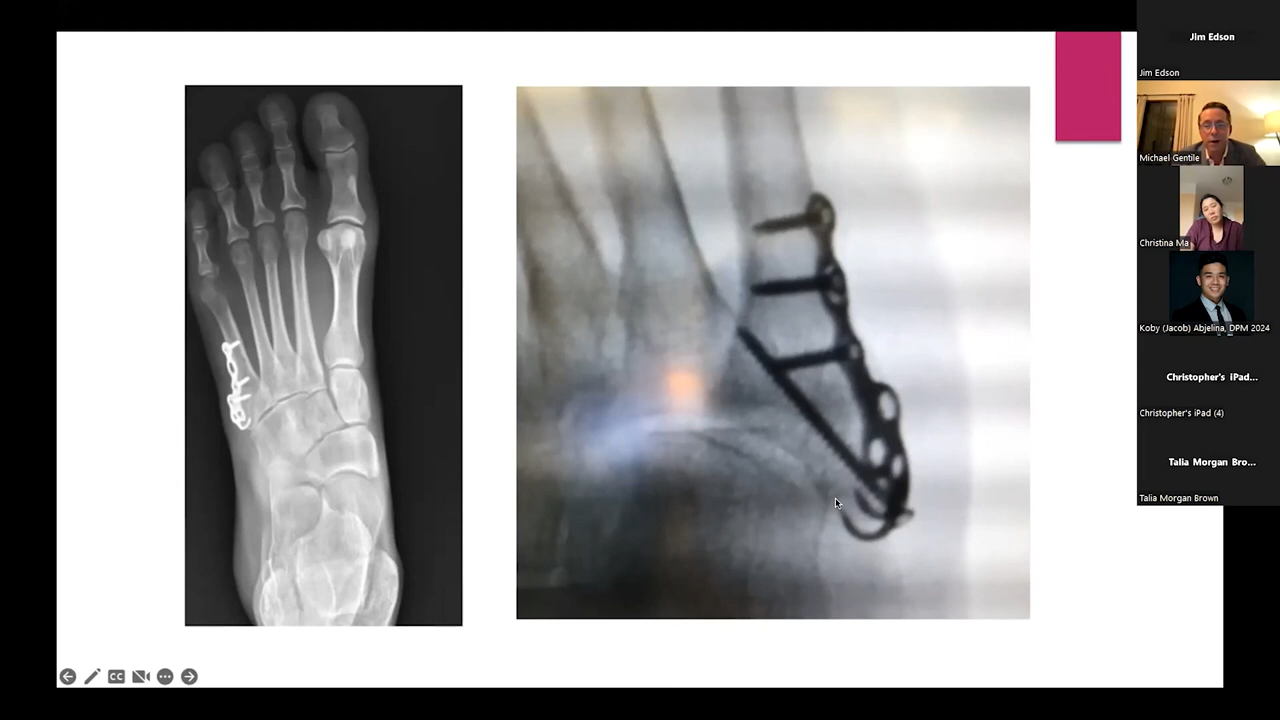 Jim Edson
Jim Edson
Michael Gentile
Christina Ma
Koby (Jacob) Abjelina, DPM 2024
Christopher's iPad...
Christopher's iPad (4)
Talia Morgan Bro...
Talia Morgan Brown
CC